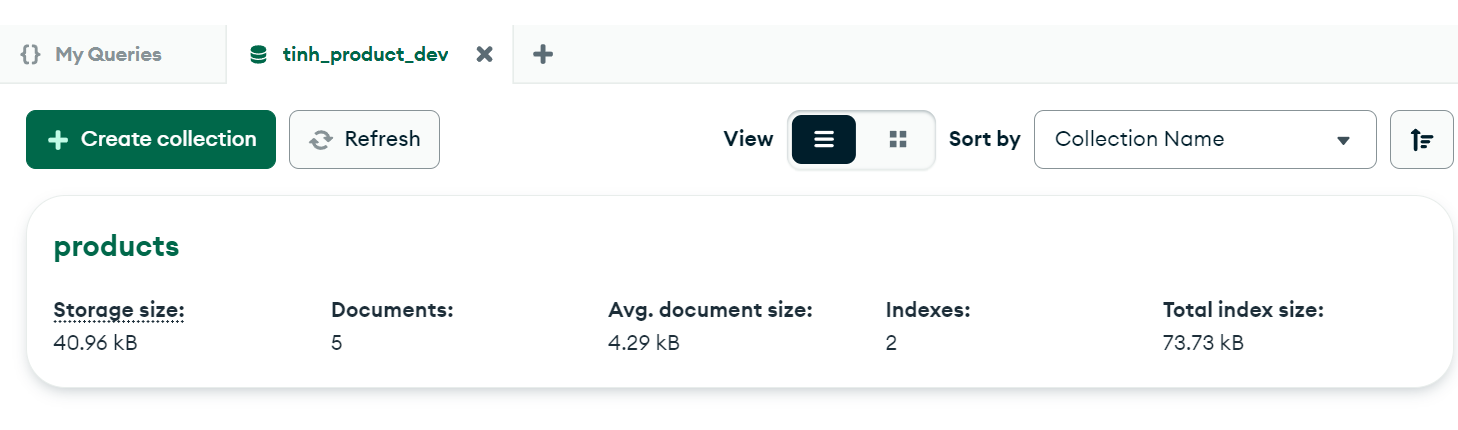 {} My Queries tinh_product_dev
Create collection Refresh View Sort by Collection Name
products
Storage size: Documents: Avg. document size: Indexes: Total index size:
40.96 kB 5 4.29 kB 2 73.73 kB